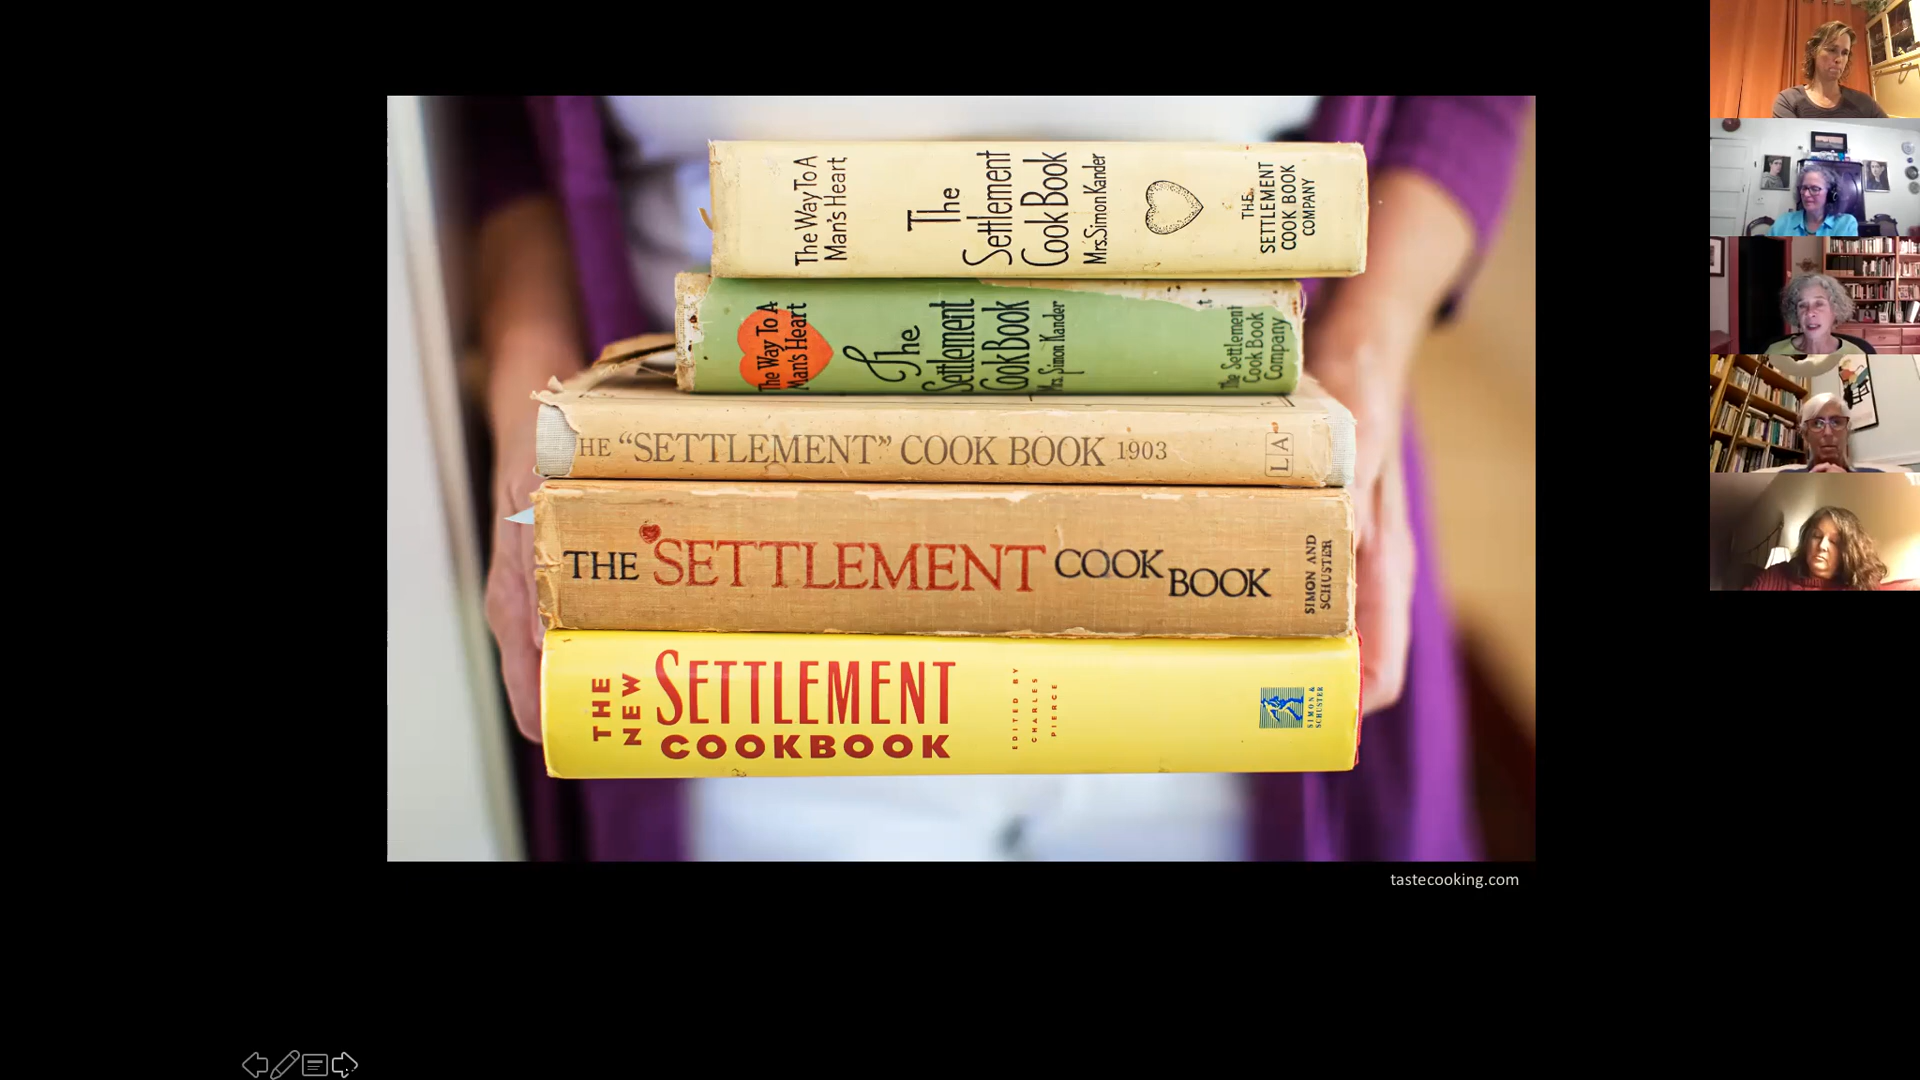 The Way To A
Man's Heart
The
Settlement
Cook Book
Mrs. Simon Kander
THE
SETTLEMENT
COOK BOOK
COMPANY
The Way To A
Man's Heart
The
Settlement
Cook Book
Mrs. Simon Kander
The Settlement
Cook Book
Company
HE "SETTLEMENT" COOK BOOK 1903
L A
THE SETTLEMENT COOK BOOK
SIMON AND
SCHUSTER
THE
NEW
SETTLEMENT
COOKBOOK
EDITED BY
CHARLES
PIERCE
SIMON &
SCHUSTER
tastecooking.com